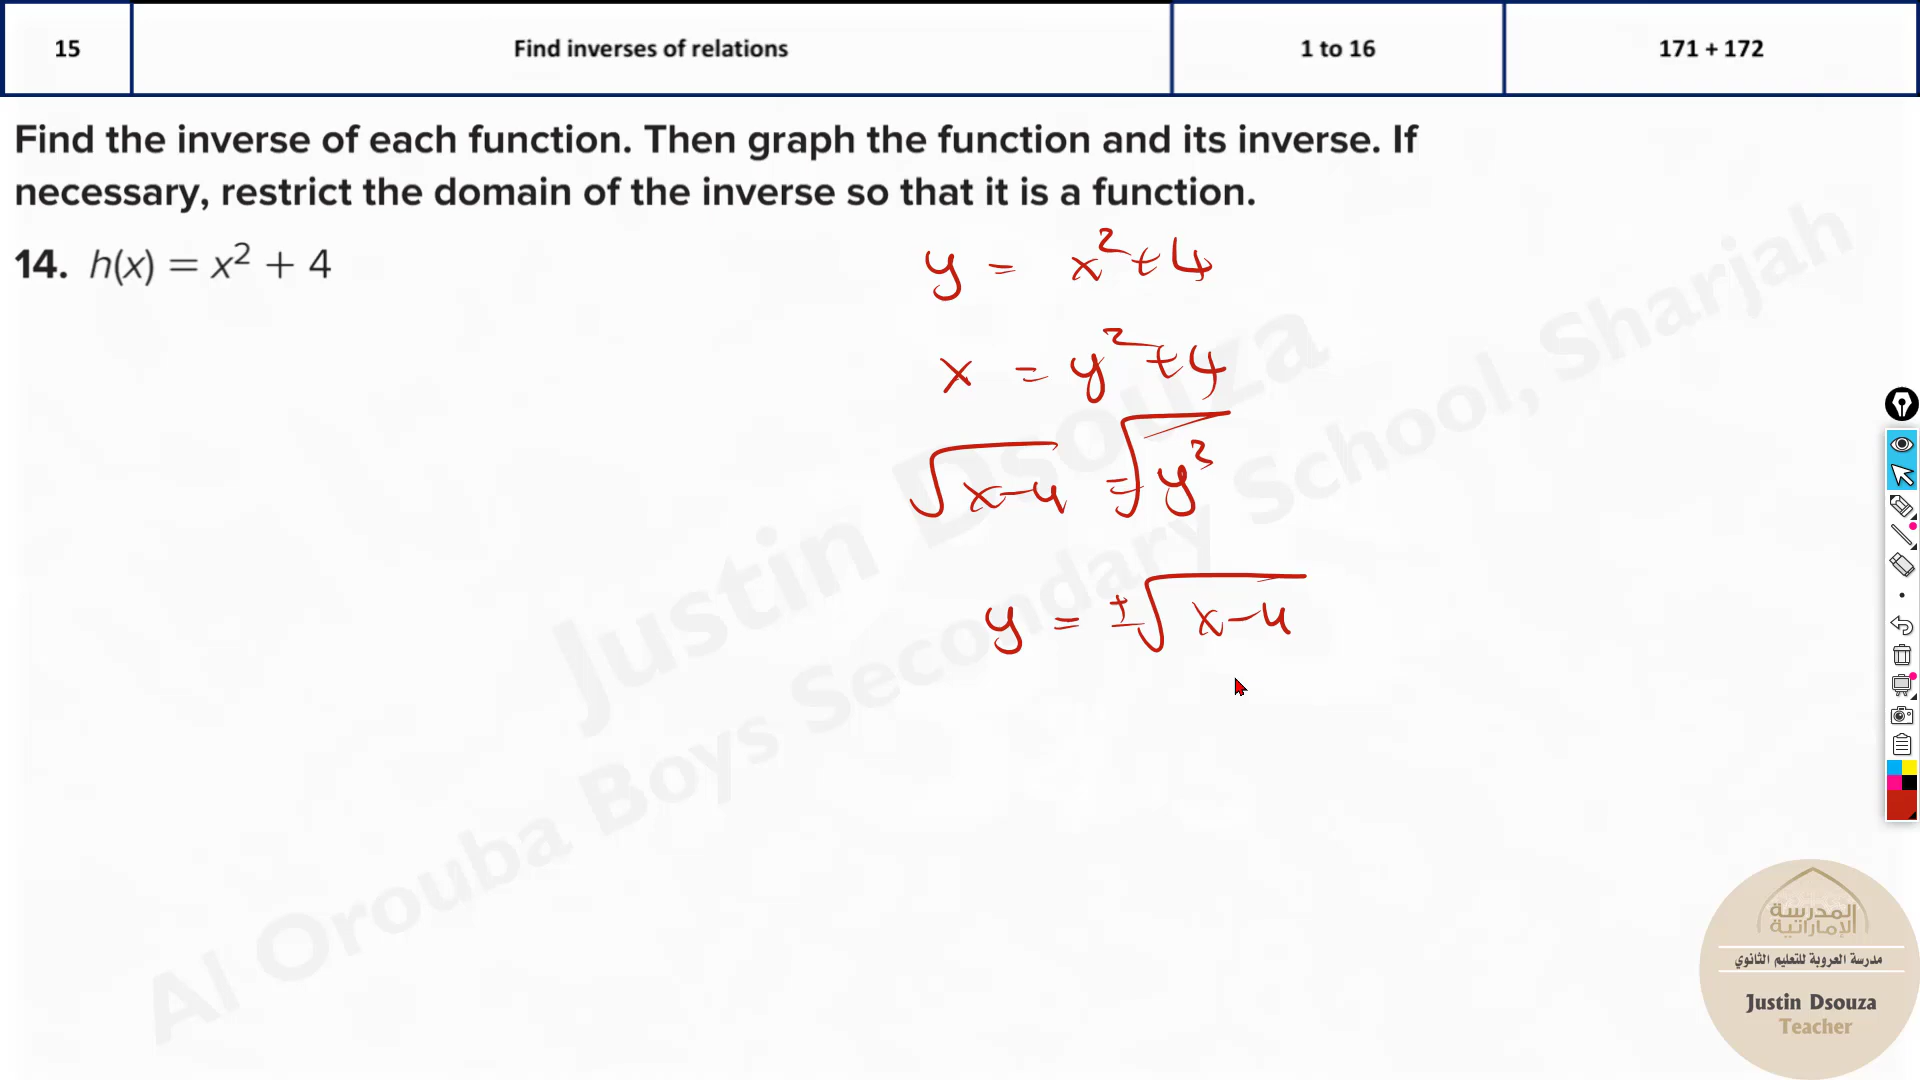 15 Find inverses of relations 1 to 16 171 + 172
Find the inverse of each function. Then graph the function and its inverse. If
necessary, restrict the domain of the inverse so that it is a function.
14. h(x) = x² + 4
y = x² + 4
x = y² + 4
√x-4 = √y²
y = ±√x-4
Justin Dsouza
Al Orouba Boys Secondary School, Sharjah
المدرسة
الإماراتية
مدرسة العروبة للتعليم الثانوي
Justin Dsouza
Teacher